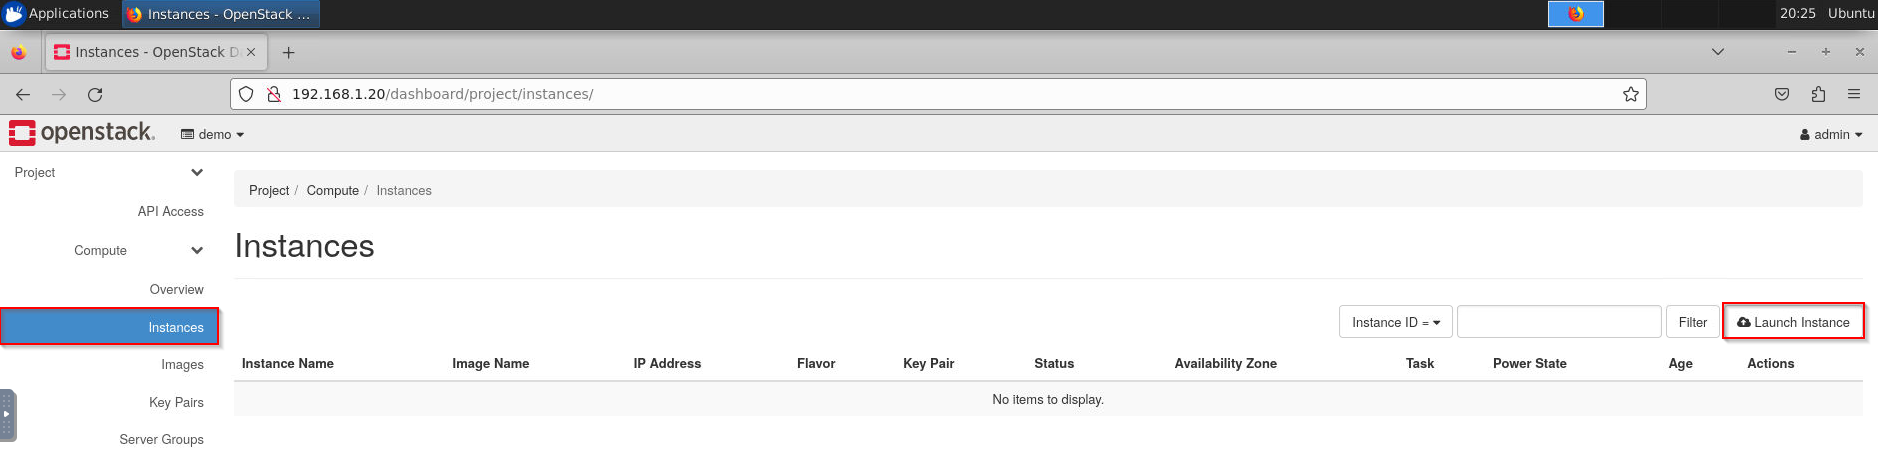 Applications Instances - OpenStack ... 20:25 Ubuntu
Instances - OpenStack D
192.168.1.20/dashboard/project/instances/
openstack. demo admin
Project
API Access
Compute
Overview
Instances
Images
Key Pairs
Server Groups
Project / Compute / Instances
Instances
Instance ID = Filter Launch Instance
Instance Name Image Name IP Address Flavor Key Pair Status Availability Zone Task Power State Age Actions
No items to display.